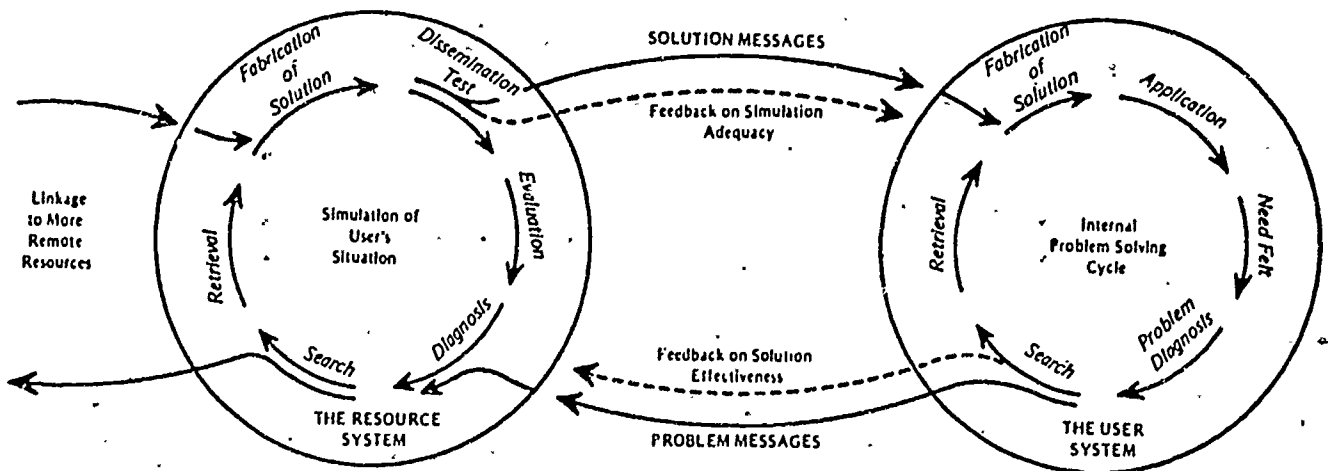 Fabrication
of
Solution
Dissemination
Test
Evaluation
Diagnosis
Search
Retrieval
Simulation of
User's
Situation
THE RESOURCE
SYSTEM
Linkage
to More
Remote
Resources
SOLUTION MESSAGES
Feedback on Simulation
Adequacy
Feedback on Solution
Effectiveness
PROBLEM MESSAGES
Fabrication
of
Solution
Application
Need Felt
Problem
Diagnosis
Search
Retrieval
Internal
Problem Solving
Cycle
THE USER
SYSTEM